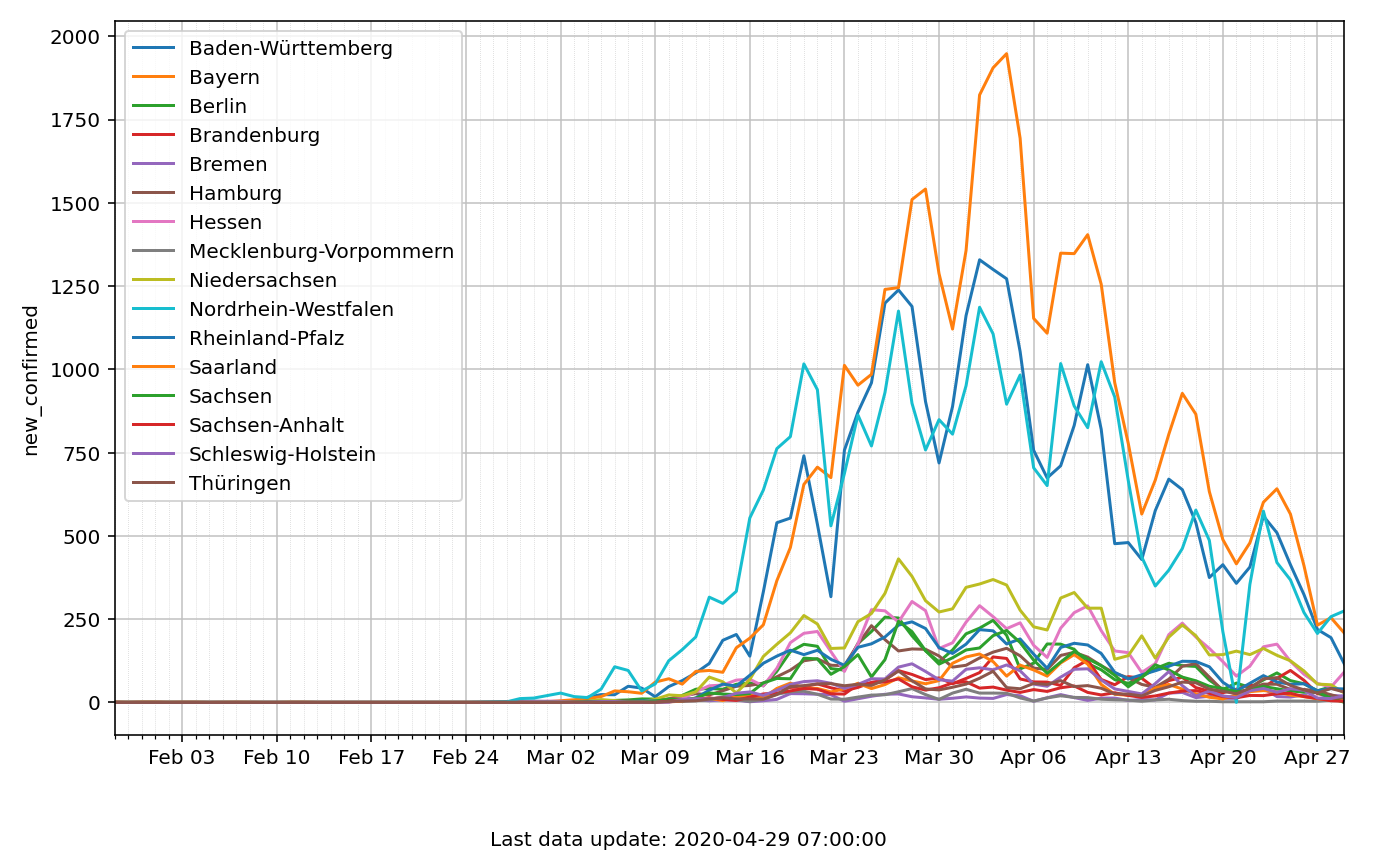 2000
1750
1500
1250
1000
750
500
250
0
new_confirmed
Baden-Württemberg
Bayern
Berlin
Brandenburg
Bremen
Hamburg
Hessen
Mecklenburg-Vorpommern
Niedersachsen
Nordrhein-Westfalen
Rheinland-Pfalz
Saarland
Sachsen
Sachsen-Anhalt
Schleswig-Holstein
Thüringen
Feb 03 Feb 10 Feb 17 Feb 24 Mar 02 Mar 09 Mar 16 Mar 23 Mar 30 Apr 06 Apr 13 Apr 20 Apr 27
Last data update: 2020-04-29 07:00:00